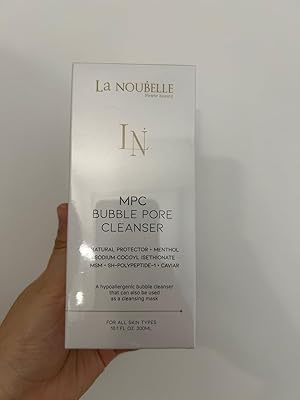 La NOUBELLE
LN
MPC
BUBBLE PORE
CLEANSER
NATURAL PROTECTOR + MENTHOL
SODIUM COCOYL ISETHIONATE
MSM + SH-POLYPEPTIDE-1 + CAVIAR
A hypoallergenic bubble cleanser
that can also be used
as a cleansing mask
FOR ALL SKIN TYPES
10.1 FL. OZ. 300ML